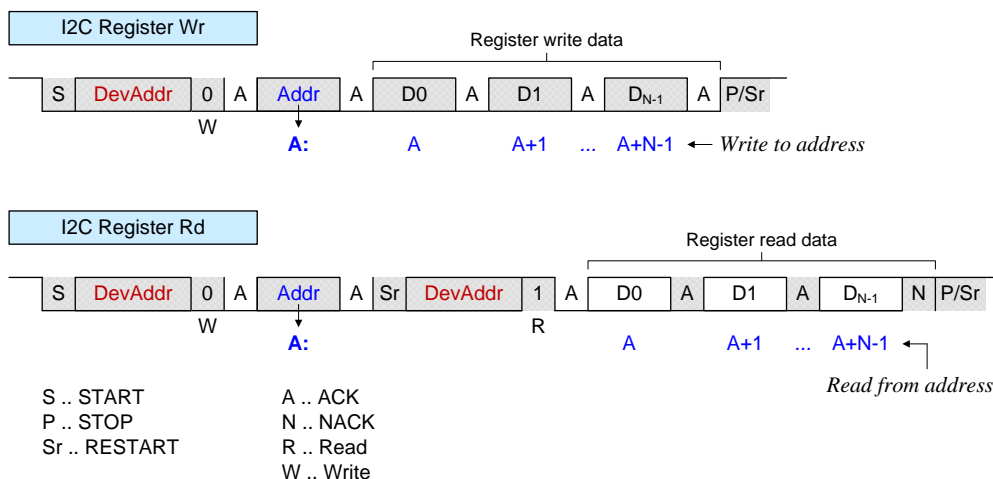 I2C Register Wr
Register write data
S DevAddr 0 A Addr A D0 A D1 A DN-1 A P/Sr
W
A: A A+1 ... A+N-1 Write to address
I2C Register Rd
Register read data
S DevAddr 0 A Addr A Sr DevAddr 1 A D0 A D1 A DN-1 N P/Sr
W R
A: A A+1 ... A+N-1
Read from address
S .. START A .. ACK
P .. STOP N .. NACK
Sr .. RESTART R .. Read
W .. Write